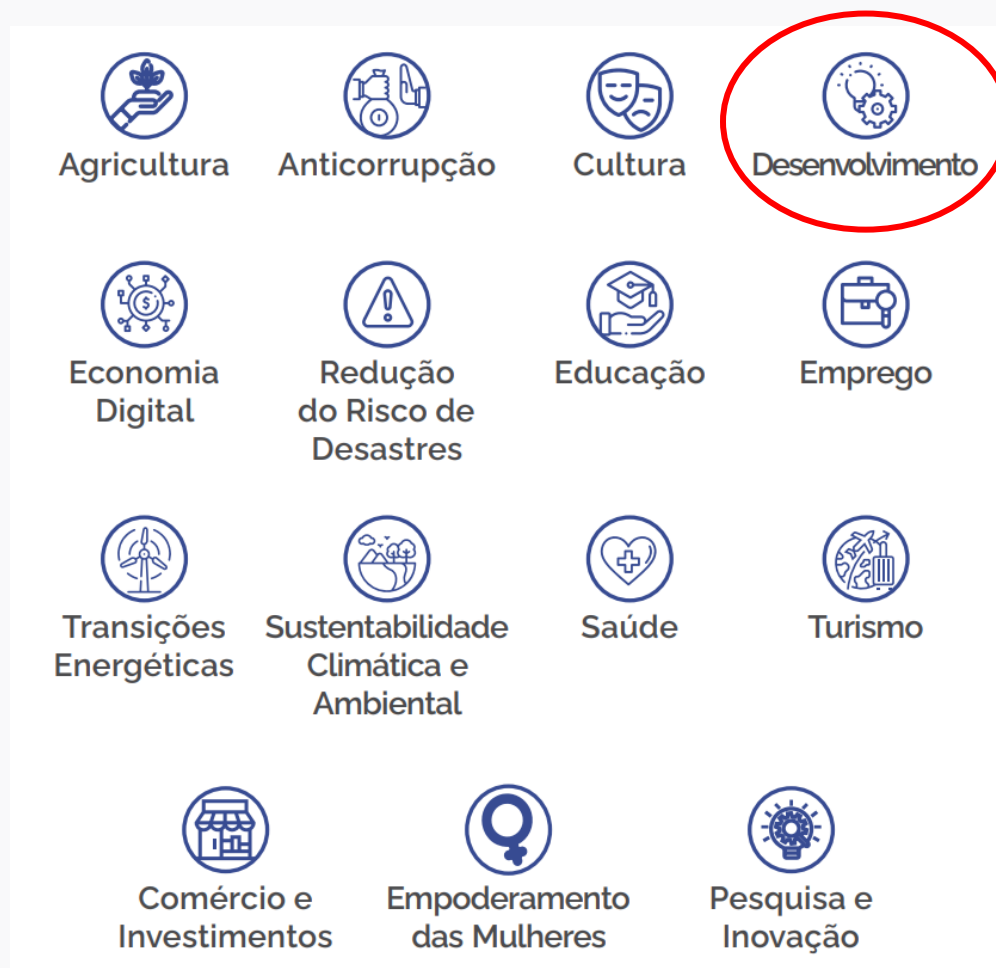 Agricultura
Anticorrupção
Cultura
Desenvolvimento
Economia
Digital
Redução
do Risco de
Desastres
Educação
Emprego
Transições
Energéticas
Sustentabilidade
Climática e
Ambiental
Saúde
Turismo
Comércio e
Investimentos
Empoderamento
das Mulheres
Pesquisa e
Inovação